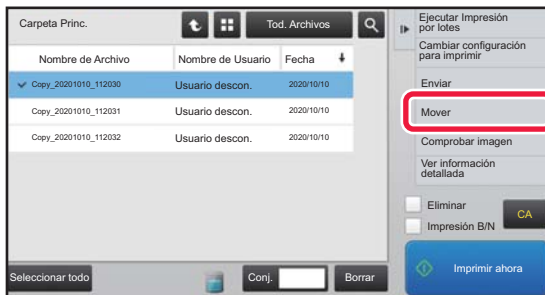 Carpeta Princ.
Tod. Archivos
Nombre de Archivo
Nombre de Usuario
Fecha
Copy_20201010_112030
Usuario descon.
2020/10/10
Copy_20201010_112031
Usuario descon.
2020/10/10
Copy_20201010_112032
Usuario descon.
2020/10/10
Seleccionar todo
Conj.
Borrar
Ejecutar Impresión
por lotes
Cambiar configuración
para imprimir
Enviar
Mover
Comprobar imagen
Ver información
detallada
Eliminar
Impresión B/N
CA
Imprimir ahora